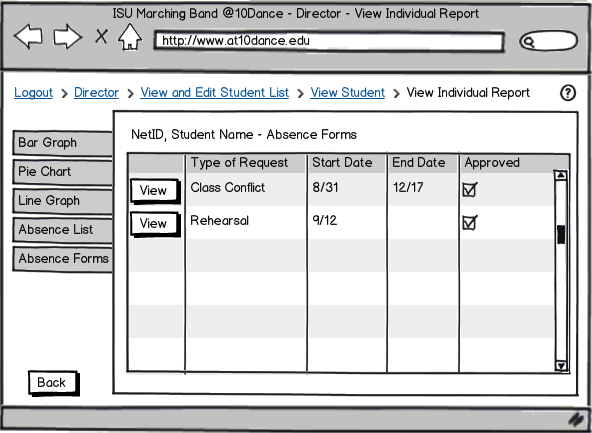 ISU Marching Band @10Dance - Director - View Individual Report
http://www.at10dance.edu
Logout > Director > View and Edit Student List > View Student > View Individual Report ?
NetID, Student Name - Absence Forms
Bar Graph
Pie Chart
Line Graph
Absence List
Absence Forms
Type of Request Start Date End Date Approved
View Class Conflict 8/31 12/17
View Rehearsal 9/12
Back